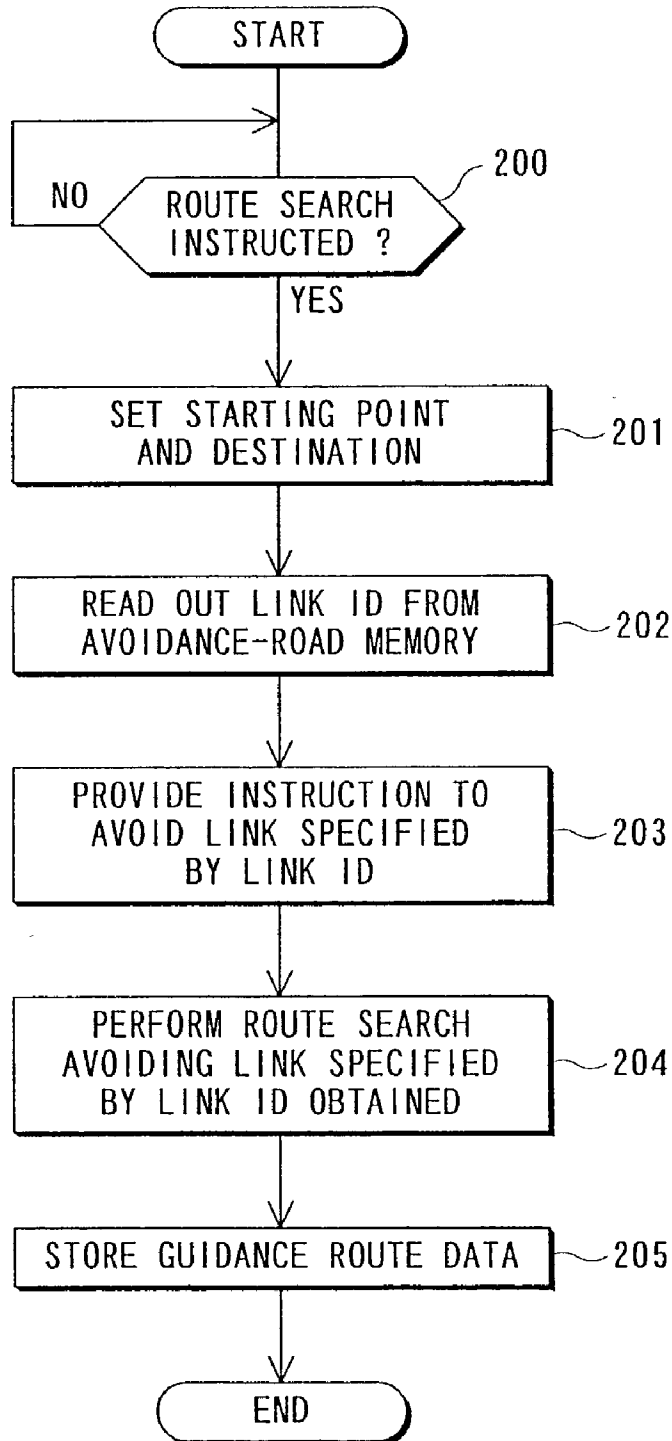 START
200
NO
ROUTE SEARCH
INSTRUCTED ?
YES
SET STARTING POINT
AND DESTINATION
201
READ OUT LINK ID FROM
AVOIDANCE-ROAD MEMORY
202
PROVIDE INSTRUCTION TO
AVOID LINK SPECIFIED
BY LINK ID
203
PERFORM ROUTE SEARCH
AVOIDING LINK SPECIFIED
BY LINK ID OBTAINED
204
STORE GUIDANCE ROUTE DATA
205
END